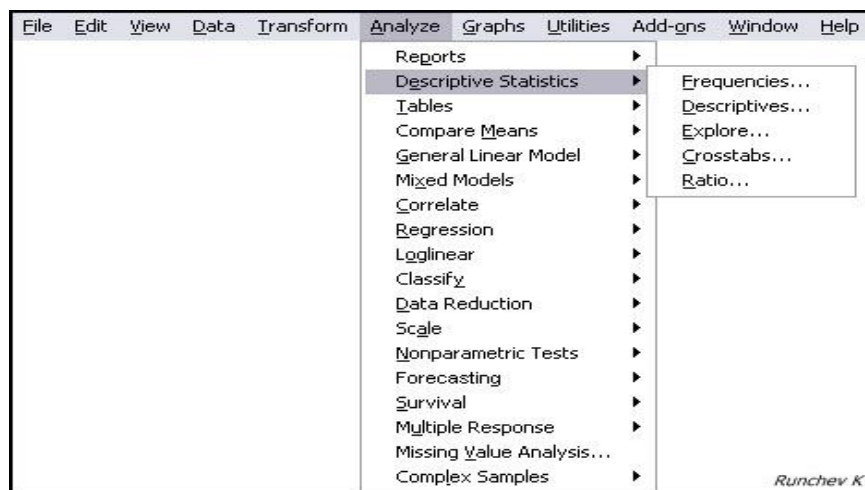 File Edit View Data Transform Analyze Graphs Utilities Add-ons Window Help
Reports
Descriptive Statistics
Tables
Compare Means
General Linear Model
Mixed Models
Correlate
Regression
Loglinear
Classify
Data Reduction
Scale
Nonparametric Tests
Forecasting
Survival
Multiple Response
Missing Value Analysis...
Complex Samples
Frequencies...
Descriptives...
Explore...
Crosstabs...
Ratio...
Runchev K